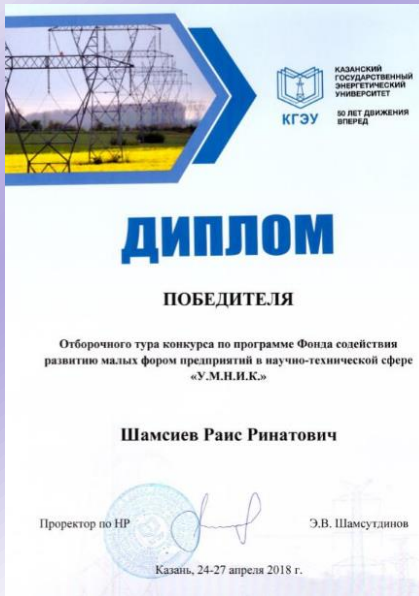 КАЗАНСКИЙ
ГОСУДАРСТВЕННЫЙ
ЭНЕРГЕТИЧЕСКИЙ
УНИВЕРСИТЕТ
КГЭУ
50 ЛЕТ ДВИЖЕНИЯ
ВПЕРЕД
ДИПЛОМ
ПОБЕДИТЕЛЯ
Отборочного тура конкурса по программе Фонда содействия
развитию малых фором предприятий в научно-технической сфере
«У.М.Н.И.К.»
Шамсиев Раис Ринатович
Проректор по НР Э.В. Шамсутдинов
Казань, 24-27 апреля 2018 г.